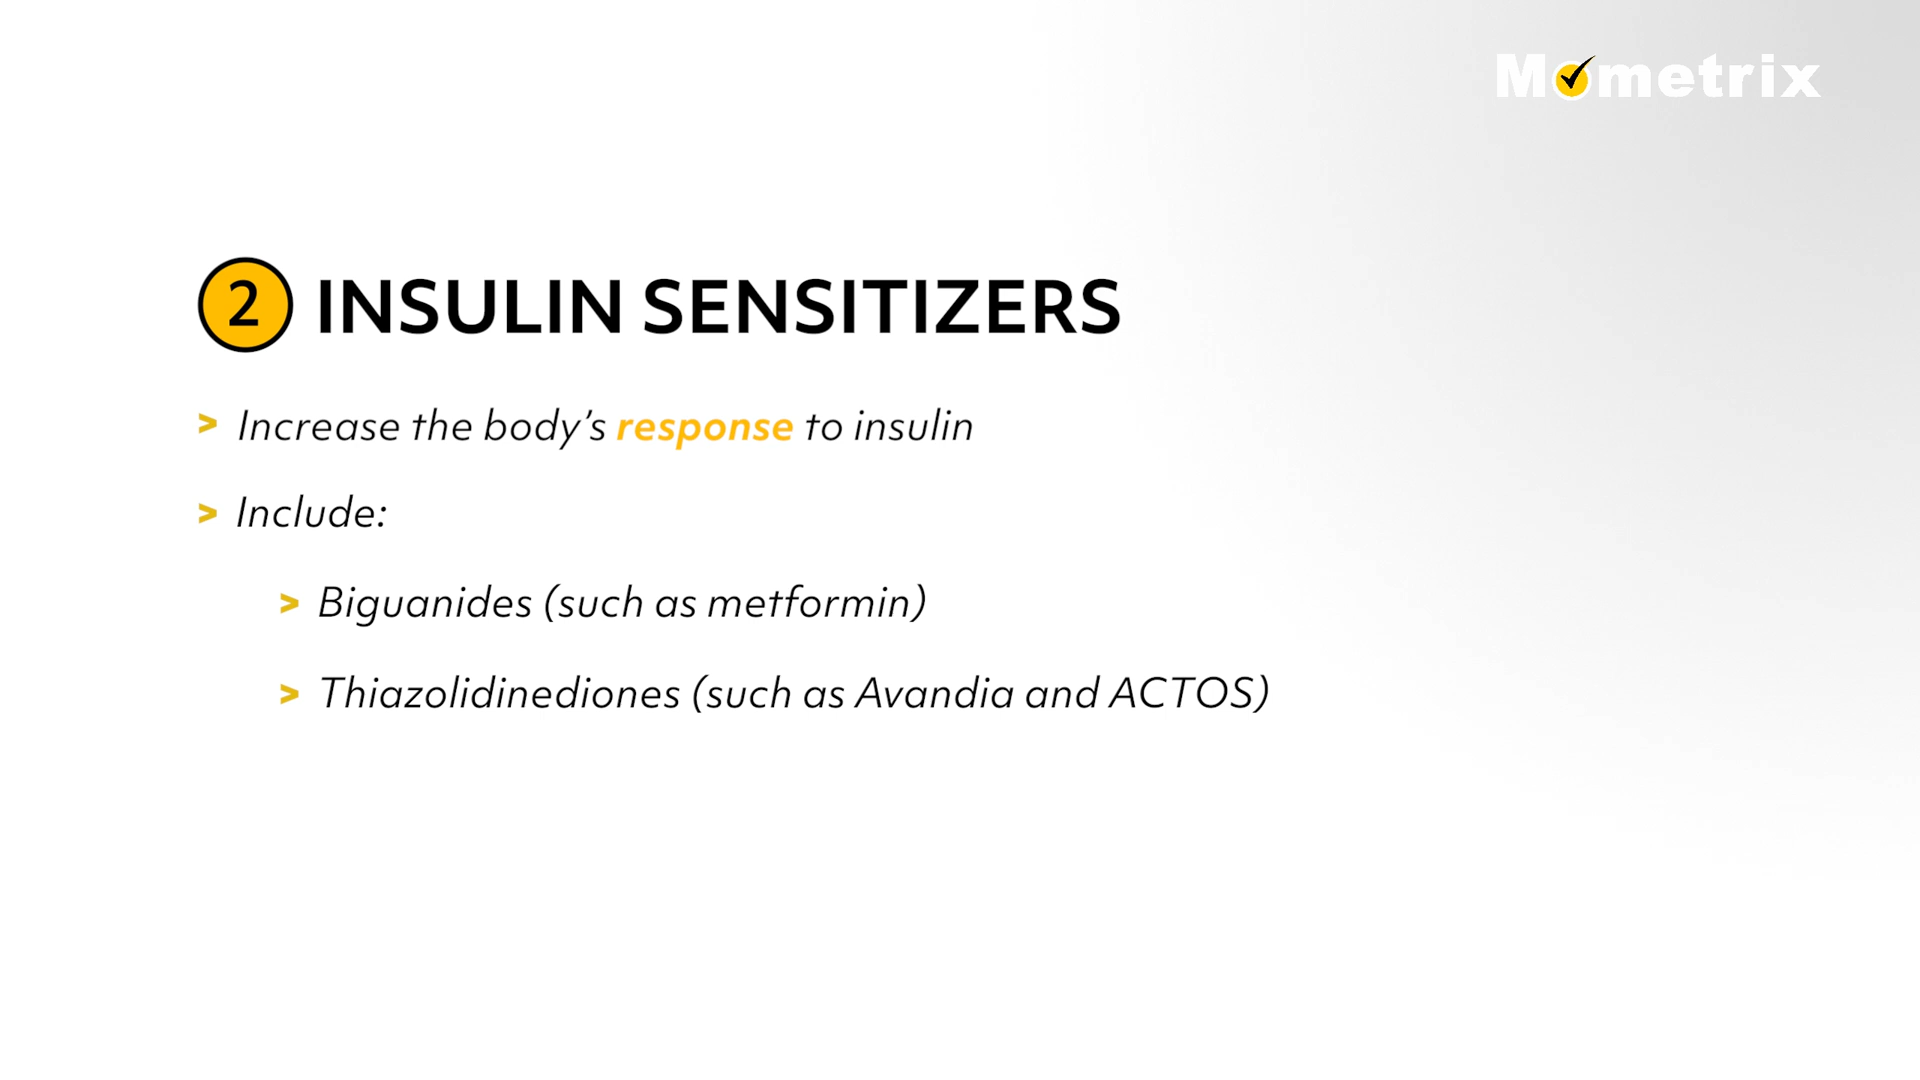 Mometrix
2 INSULIN SENSITIZERS
> Increase the body’s response to insulin
> Include:
> Biguanides (such as metformin)
> Thiazolidinediones (such as Avandia and ACTOS)